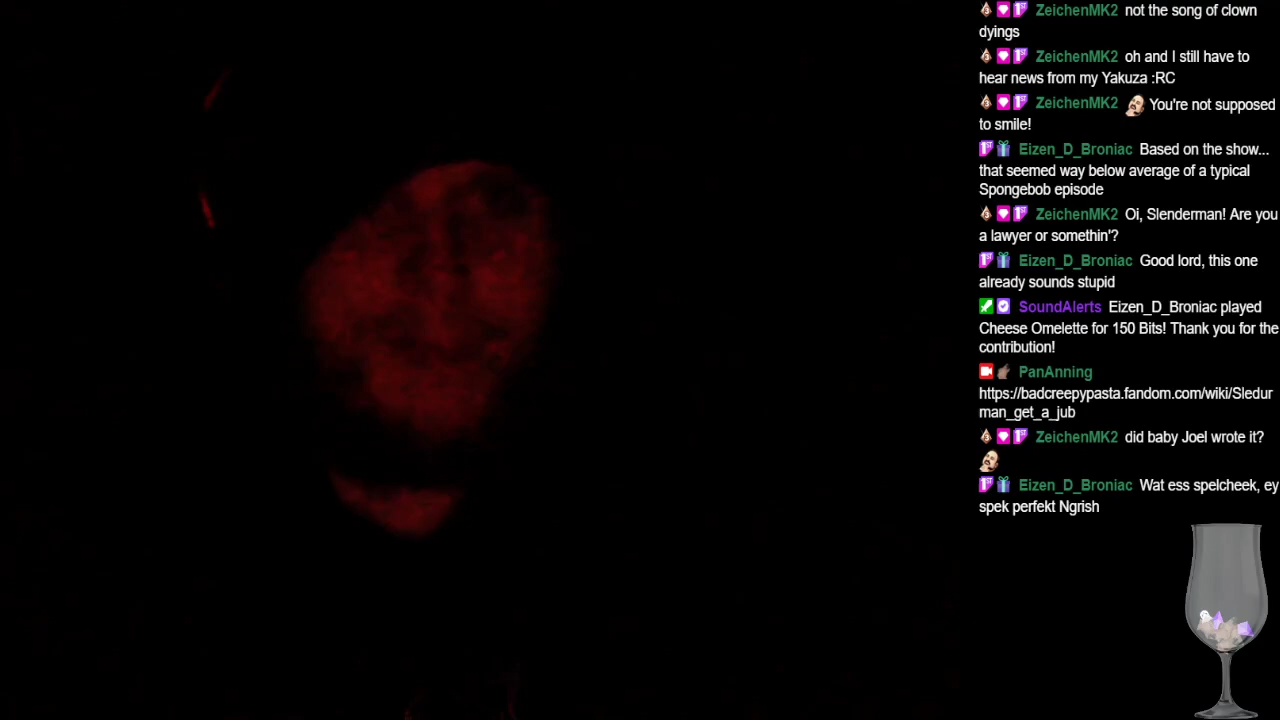 ZeichenMK2 not the song of clown
dyings
ZeichenMK2 oh and I still have to
hear news from my Yakuza :RC
ZeichenMK2 You're not supposed
to smile!
Eizen_D_Broniac Based on the show...
that seemed way below average of a typical
Spongebob episode
ZeichenMK2 Oi, Slenderman! Are you
a lawyer or somethin'?
Eizen_D_Broniac Good lord, this one
already sounds stupid
SoundAlerts Eizen_D_Broniac played
Cheese Omelette for 150 Bits! Thank you for the
contribution!
PanAnning
https://badcreepypasta.fandom.com/wiki/Sledur
man_get_a_jub
ZeichenMK2 did baby Joel wrote it?
Eizen_D_Broniac Wat ess spelcheek, ey
spek perfekt Ngrish